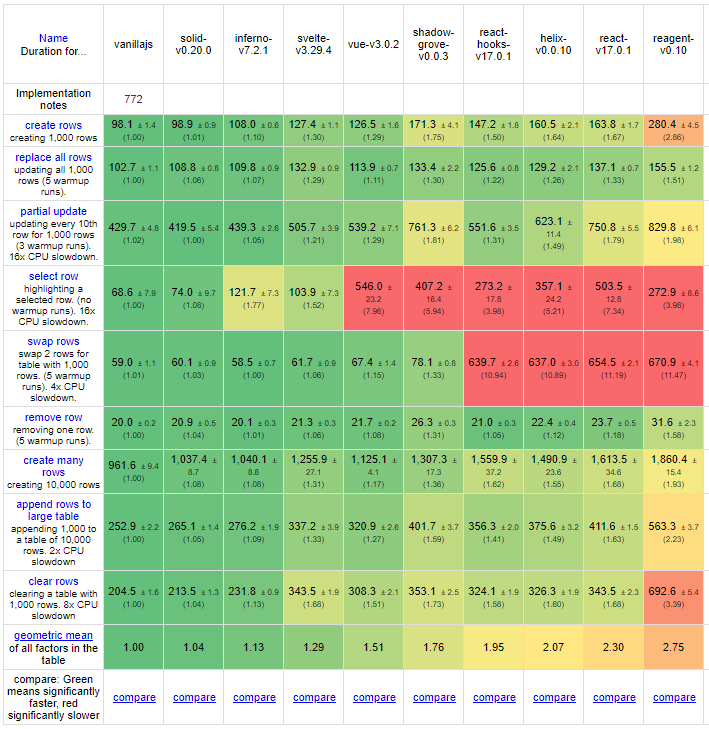 Name
Duration for...
vanillajs
solid-
v0.20.0
inferno-
v7.2.1
svelte-
v3.29.4
vue-v3.0.2
shadow-
grove-
v0.0.3
react-
hooks-
v17.0.1
helix-
v0.0.10
react-
v17.0.1
reagent-
v0.10
Implementation
notes
772
create rows
creating 1,000 rows
98.1 ± 1.4
(1.00)
98.9 ± 0.9
(1.01)
108.0 ± 0.6
(1.10)
127.4 ± 1.1
(1.30)
126.5 ± 1.6
(1.29)
171.3 ± 4.1
(1.75)
147.2 ± 1.8
(1.50)
160.5 ± 2.1
(1.64)
163.8 ± 1.7
(1.67)
280.4 ± 4.5
(2.86)
replace all rows
updating all 1,000
rows (5 warmup
runs).
102.7 ± 1.1
(1.00)
108.8 ± 0.8
(1.06)
109.8 ± 0.9
(1.07)
132.9 ± 0.9
(1.29)
113.9 ± 0.7
(1.11)
133.4 ± 2.2
(1.30)
125.6 ± 0.8
(1.22)
129.2 ± 2.1
(1.26)
137.1 ± 0.7
(1.33)
155.5 ± 1.2
(1.51)
partial update
updating every 10th
row for 1,000 rows
(3 warmup runs).
16x CPU slowdown.
429.7 ± 4.8
(1.02)
419.5 ± 5.4
(1.00)
439.3 ± 2.6
(1.05)
505.7 ± 3.9
(1.21)
539.2 ± 7.1
(1.29)
761.3 ± 6.2
(1.81)
551.6 ± 3.5
(1.31)
623.1 ±
11.4
(1.49)
750.8 ± 5.5
(1.79)
829.8 ± 6.1
(1.98)
select row
highlighting a
selected row. (no
warmup runs). 16x
CPU slowdown.
68.6 ± 7.9
(1.00)
74.0 ± 9.7
(1.08)
121.7 ± 7.3
(1.77)
103.9 ± 7.3
(1.52)
546.0 ±
23.2
(7.96)
407.2 ±
16.4
(5.94)
273.2 ±
17.8
(3.98)
357.1 ±
24.2
(5.21)
503.5 ±
12.8
(7.34)
272.9 ± 8.6
(3.98)
swap rows
swap 2 rows for
table with 1,000
rows. (5 warmup
runs). 4x CPU
slowdown.
59.0 ± 1.1
(1.01)
60.1 ± 0.9
(1.03)
58.5 ± 0.7
(1.00)
61.7 ± 0.9
(1.06)
67.4 ± 1.4
(1.15)
78.1 ± 0.8
(1.33)
639.7 ± 2.6
(10.94)
637.0 ± 3.0
(10.89)
654.5 ± 2.1
(11.19)
670.9 ± 4.1
(11.47)
remove row
removing one row.
(5 warmup runs).
20.0 ± 0.2
(1.00)
20.9 ± 0.5
(1.04)
20.1 ± 0.3
(1.01)
21.3 ± 0.3
(1.06)
21.7 ± 0.2
(1.08)
26.3 ± 0.3
(1.31)
21.0 ± 0.3
(1.05)
22.4 ± 0.4
(1.12)
23.7 ± 0.5
(1.18)
31.6 ± 2.3
(1.58)
create many
rows
creating 10,000 rows
961.6 ± 9.4
(1.00)
1,037.4 ±
8.7
(1.08)
1,040.1 ±
8.8
(1.08)
1,255.9 ±
27.1
(1.31)
1,125.1 ±
4.1
(1.17)
1,307.3 ±
17.3
(1.36)
1,559.9 ±
37.2
(1.62)
1,490.9 ±
23.6
(1.55)
1,613.5 ±
34.6
(1.68)
1,860.4 ±
15.4
(1.93)
append rows to
large table
appending 1,000 to
a table of 10,000
rows. 2x CPU
slowdown
252.9 ± 2.2
(1.00)
265.1 ± 1.4
(1.05)
276.2 ± 1.9
(1.09)
337.2 ± 3.9
(1.33)
320.9 ± 2.6
(1.27)
401.7 ± 3.7
(1.59)
356.3 ± 2.0
(1.41)
375.6 ± 3.2
(1.49)
411.6 ± 1.5
(1.63)
563.3 ± 3.7
(2.23)
clear rows
clearing a table with
1,000 rows. 8x CPU
slowdown
204.5 ± 1.6
(1.00)
213.5 ± 1.3
(1.04)
231.8 ± 0.9
(1.13)
343.5 ± 1.9
(1.68)
308.3 ± 2.1
(1.51)
353.1 ± 2.5
(1.73)
324.1 ± 1.9
(1.58)
326.3 ± 1.9
(1.60)
343.5 ± 2.3
(1.68)
692.6 ± 5.4
(3.39)
geometric mean
of all factors in the
table
1.00
1.04
1.13
1.29
1.51
1.76
1.95
2.07
2.30
2.75
compare: Green
means significantly
faster, red
significantly slower
compare
compare
compare
compare
compare
compare
compare
compare
compare
compare